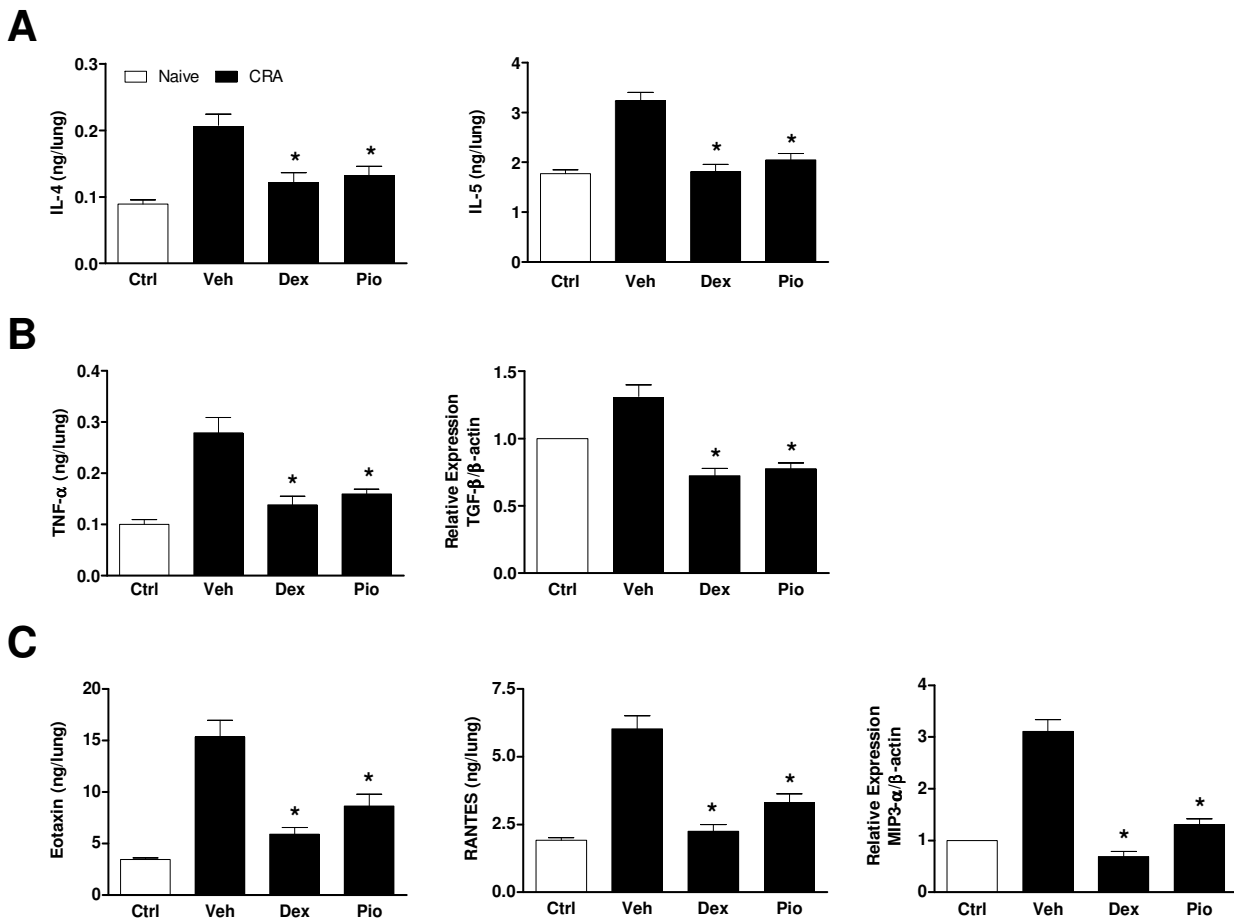 A
IL-4 (ng/lung)
0.3
0.2
0.1
0.0
Naive CRA
* *
Ctrl Veh Dex Pio
IL-5 (ng/lung)
4
3
2
1
0
* *
Ctrl Veh Dex Pio
B
TNF-α (ng/lung)
0.4
0.3
0.2
0.1
0.0
* *
Ctrl Veh Dex Pio
Relative Expression
TGF-β/β-actin
1.5
1.0
0.5
0.0
* *
Ctrl Veh Dex Pio
C
Eotaxin (ng/lung)
20
15
10
5
0
* *
Ctrl Veh Dex Pio
RANTES (ng/lung)
7.5
5.0
2.5
0.0
* *
Ctrl Veh Dex Pio
Relative Expression
MIP3-α/β-actin
4
3
2
1
0
* *
Ctrl Veh Dex Pio